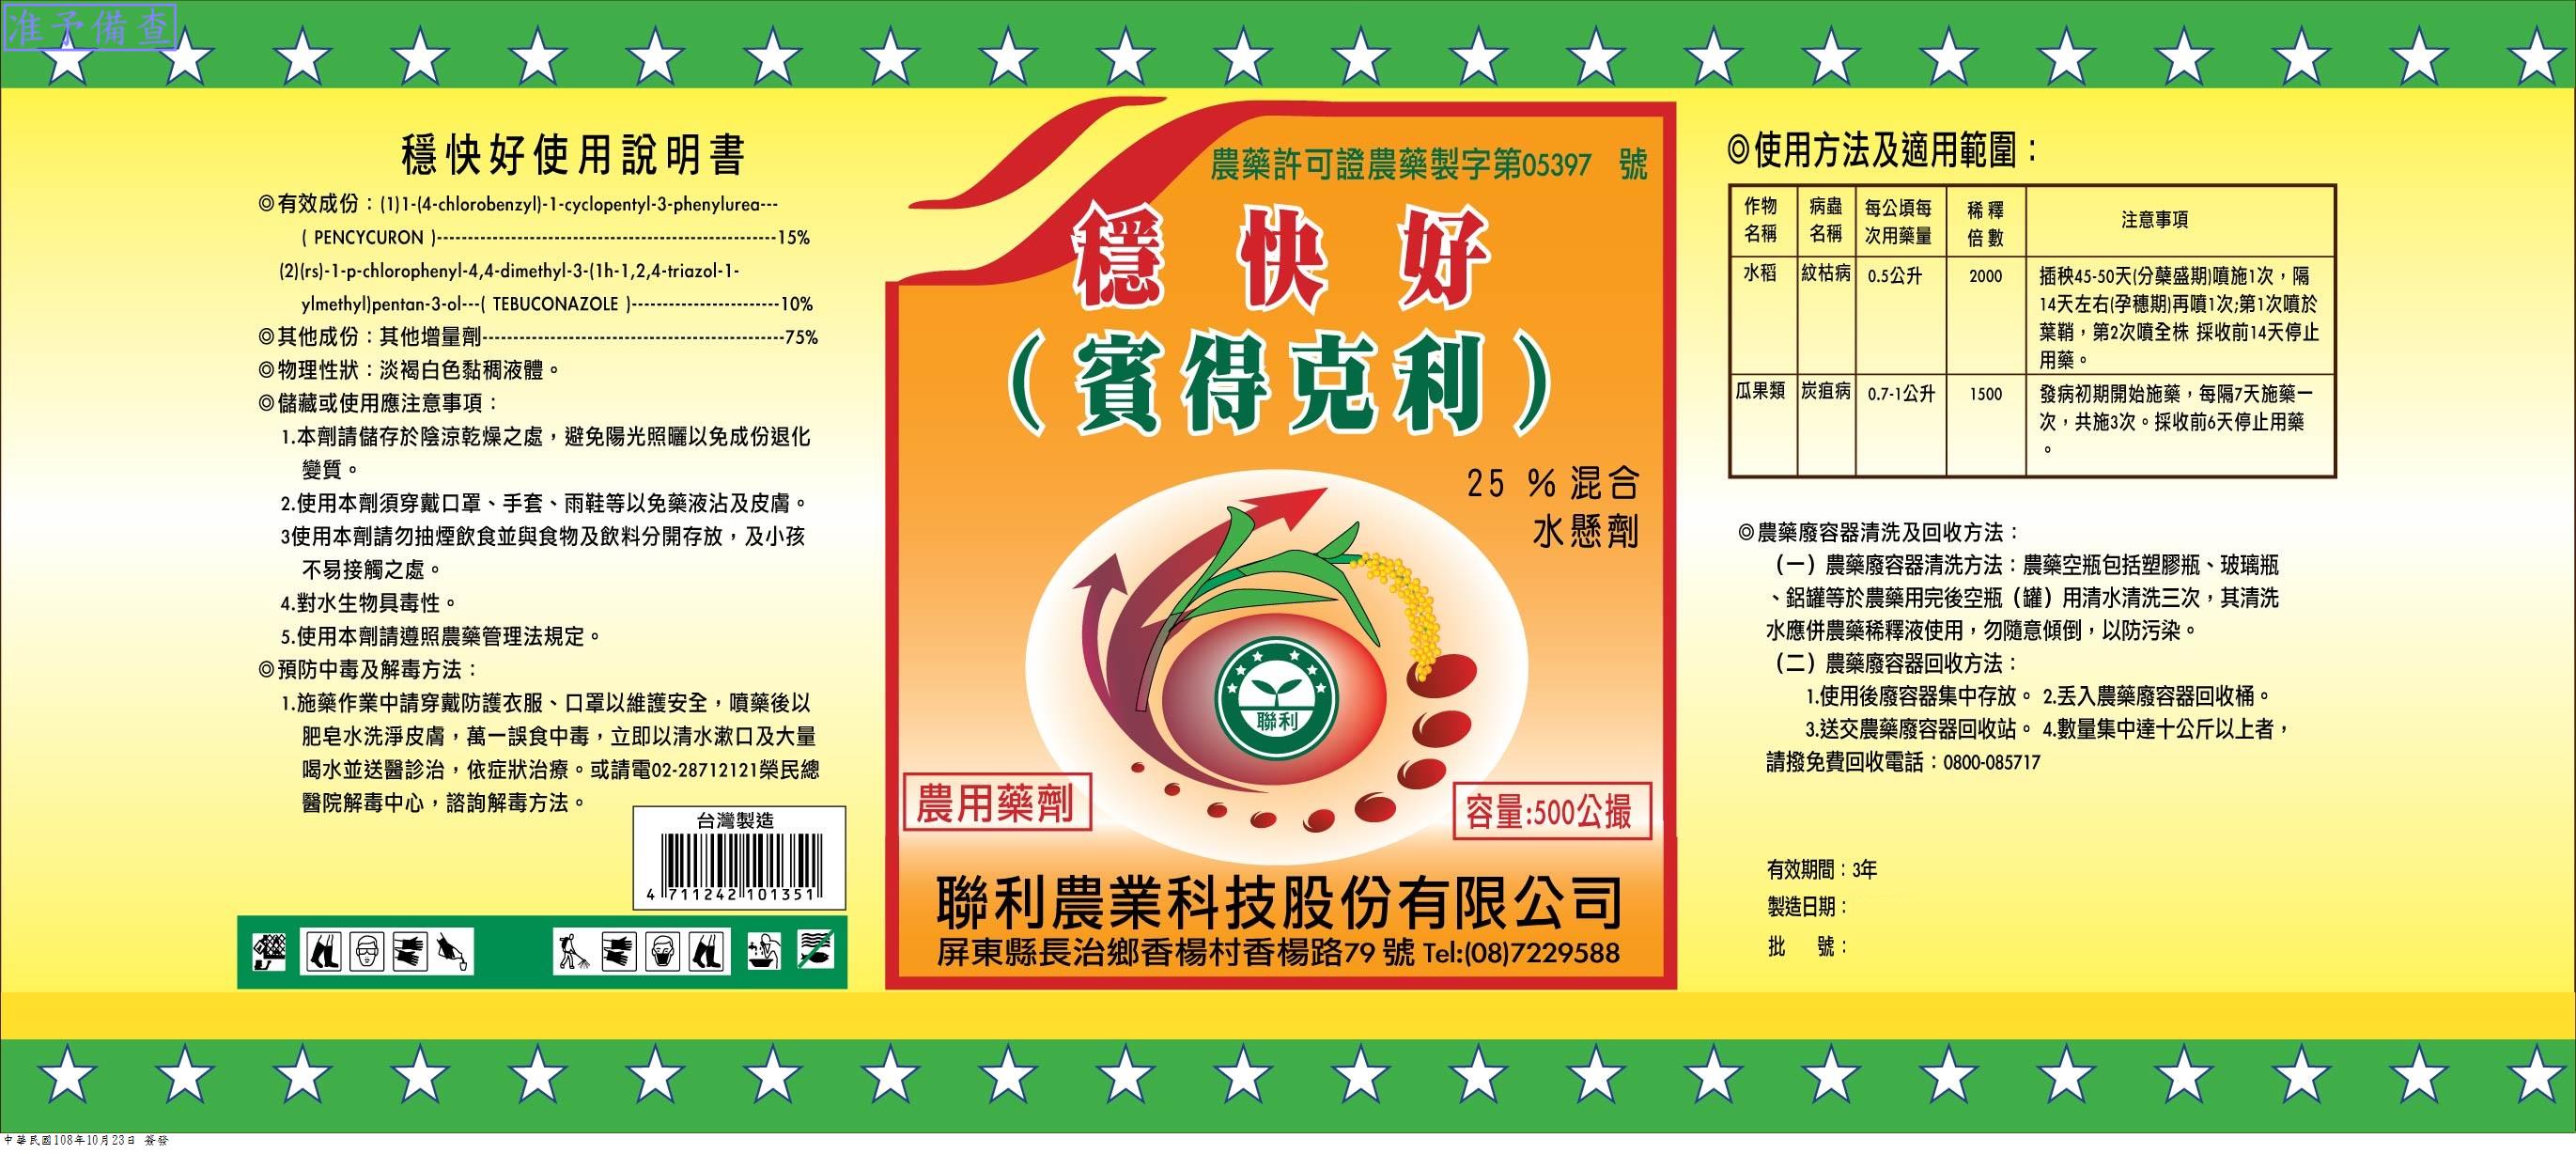 准予備查
穩快好使用說明書
◎有效成份：(1)1-(4-chlorobenzyl)-1-cyclopentyl-3-phenylurea---
( PENCYCURON )-------------------------------------------------------15%
(2)(rs)-1-p-chlorophenyl-4,4-dimethyl-3-(1h-1,2,4-triazol-1-
ylmethyl)pentan-3-ol---( TEBUCONAZOLE )------------------------10%
◎其他成份：其他增量劑-------------------------------------------------75%
◎物理性狀：淡褐白色黏稠液體。
◎儲藏或使用應注意事項：
1.本劑請儲存於陰涼乾燥之處，避免陽光照曬以免成份退化
變質。
2.使用本劑須穿戴口罩、手套、雨鞋等以免藥液沾及皮膚。
3使用本劑請勿抽煙飲食並與食物及飲料分開存放，及小孩
不易接觸之處。
4.對水生物具毒性。
5.使用本劑請遵照農藥管理法規定。
◎預防中毒及解毒方法：
1.施藥作業中請穿戴防護衣服、口罩以維護安全，噴藥後以
肥皂水洗淨皮膚，萬一誤食中毒，立即以清水漱口及大量
喝水並送醫診治，依症狀治療。或請電02-28712121榮民總
醫院解毒中心，諮詢解毒方法。
台灣製造
4 711242 101351
農藥許可證農藥製字第05397 號
穩 快 好
（賓得克利）
25 %混合
水懸劑
聯利
農用藥劑
容量:500公撮
聯利農業科技股份有限公司
屏東縣長治鄉香楊村香楊路79 號 Tel:(08)7229588
◎使用方法及適用範圍：
作物名稱 病蟲名稱 每公頃每次用藥量 稀釋倍數 注意事項
水稻 紋枯病 0.5公升 2000 插秧45-50天(分蘗盛期)噴施1次，隔
14天左右(孕穗期)再噴1次;第1次噴於
葉鞘，第2次噴全株 採收前14天停止
用藥。
瓜果類 炭疽病 0.7-1公升 1500 發病初期開始施藥，每隔7天施藥一
次，共施3次。採收前6天停止用藥
。
◎農藥廢容器清洗及回收方法：
（一）農藥廢容器清洗方法：農藥空瓶包括塑膠瓶、玻璃瓶
、鋁罐等於農藥用完後空瓶（罐）用清水清洗三次，其清洗
水應併農藥稀釋液使用，勿隨意傾倒，以防污染。
（二）農藥廢容器回收方法：
1.使用後廢容器集中存放。 2.丟入農藥廢容器回收桶。
3.送交農藥廢容器回收站。 4.數量集中達十公斤以上者，
請撥免費回收電話：0800-085717
有效期間：3年
製造日期：
批 號：
中華民國108年10月23日 簽發